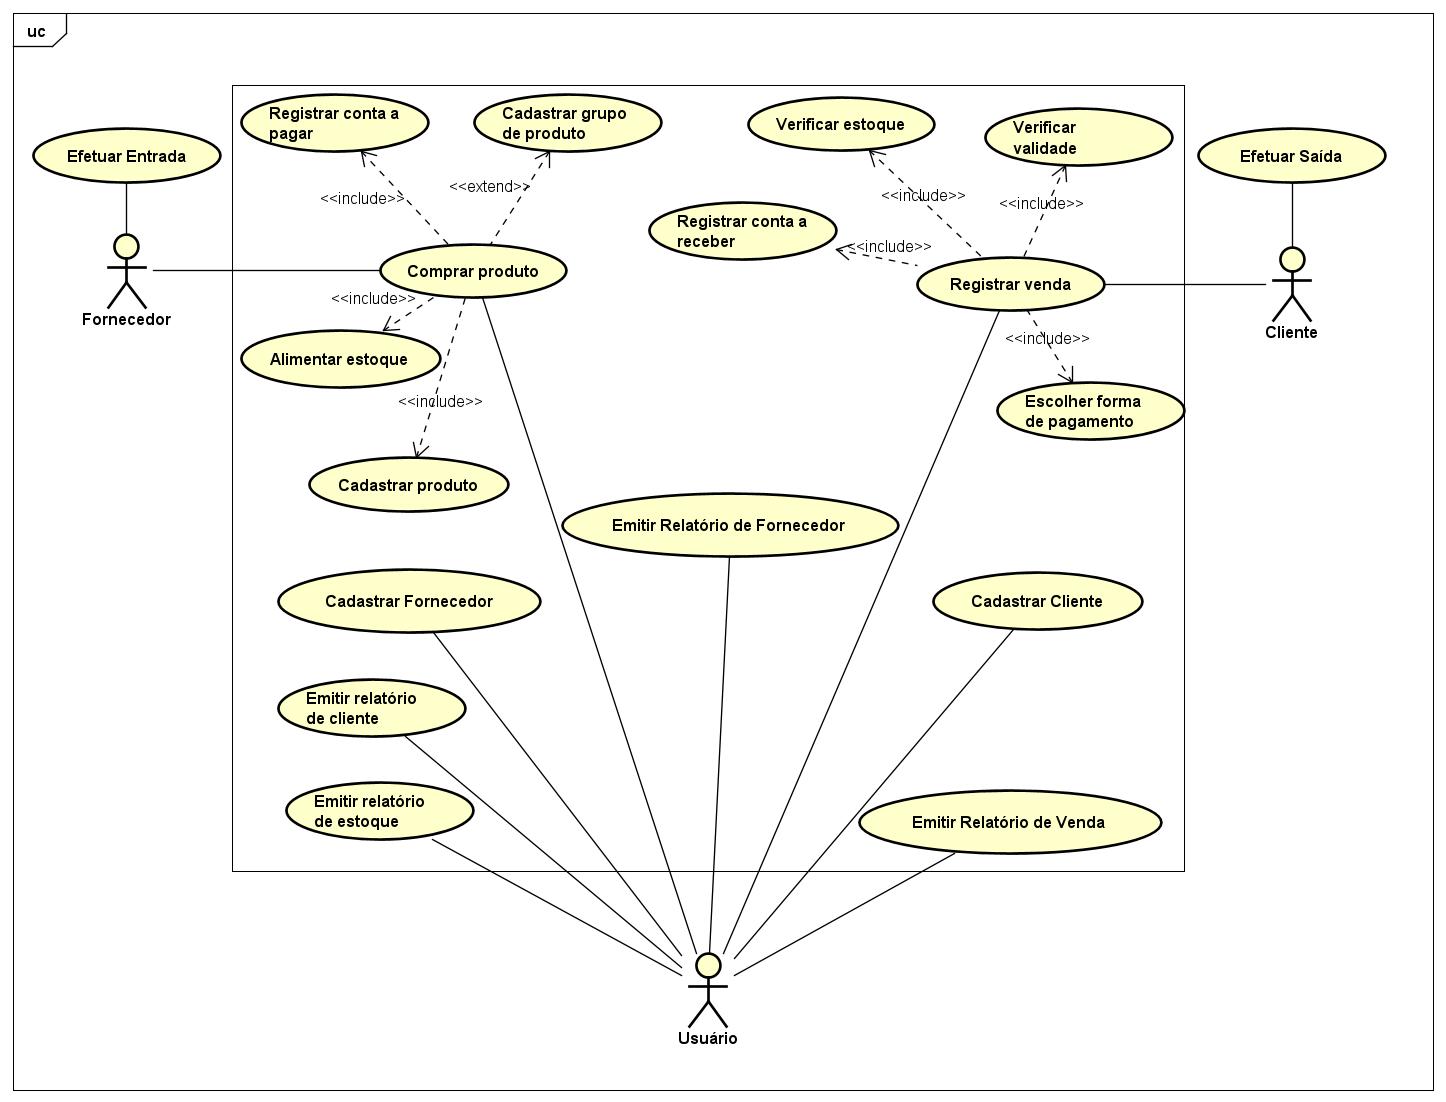 uc
Registrar conta a
pagar
Cadastrar grupo
de produto
Verificar estoque
Verificar
validade
Efetuar Entrada
Efetuar Saída
<<include>>
<<extend>>
<<include>>
<<include>>
Registrar conta a
receber
<<include>>
Comprar produto
Registrar venda
<<include>>
Fornecedor
Cliente
<<include>>
Alimentar estoque
<<include>>
Escolher forma
de pagamento
Cadastrar produto
Emitir Relatório de Fornecedor
Cadastrar Fornecedor
Cadastrar Cliente
Emitir relatório
de cliente
Emitir relatório
de estoque
Emitir Relatório de Venda
Usuário